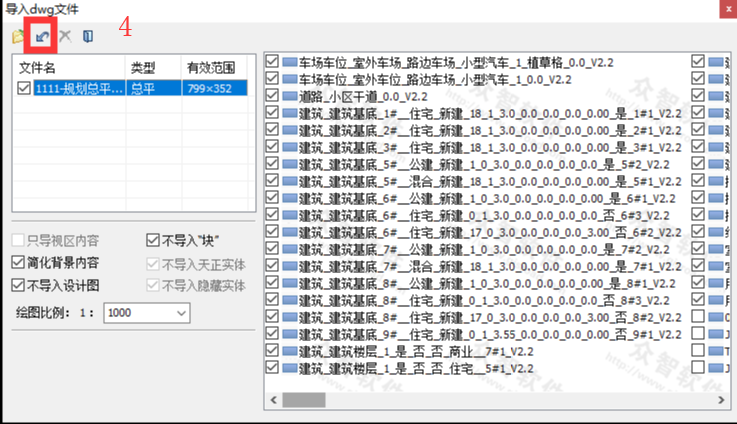 导入dwg文件
4
文件名 类型 有效范围
1111-规划总平... 总平 799×352
只导视区内容 不导入"块"
简化背景内容 不导入天正实体
不导入设计图 不导入隐藏实体
绘图比例: 1: 1000
车场车位_室外车场_路边车场_小型汽车_1_植草格_0.0_V2.2
车场车位_室外车场_路边车场_小型汽车_1_0.0_V2.2
道路_小区干道_0.0_V2.2
建筑_建筑基底_1#__住宅_新建_18_1_3.0_0.0_0.0_0.0_0.00_是_1#1_V2.2
建筑_建筑基底_2#__住宅_新建_18_1_3.0_0.0_0.0_0.0_0.00_是_2#1_V2.2
建筑_建筑基底_3#__住宅_新建_18_1_3.0_0.0_0.0_0.0_0.00_是_3#1_V2.2
建筑_建筑基底_5#__公建_新建_1_0_3.0_0.0_0.0_0.0_0.0_是_5#2_V2.2
建筑_建筑基底_5#__混合_新建_18_1_3.0_0.0_0.0_0.0_0.00_是_5#1_V2.2
建筑_建筑基底_6#__公建_新建_1_0_3.0_0.0_0.0_0.0_0.00_是_6#1_V2.2
建筑_建筑基底_6#__住宅_新建_0_1_3.0_0.0_0.0_0.0_0.00_否_6#3_V2.2
建筑_建筑基底_6#__住宅_新建_17_0_3.0_0.0_0.0_0.0_3.00_否_6#2_V2.2
建筑_建筑基底_7#__公建_新建_1_0_3.0_0.0_0.0_0.0_0.0_是_7#2_V2.2
建筑_建筑基底_7#__混合_新建_18_1_3.0_0.0_0.0_0.0_0.00_是_7#1_V2.2
建筑_建筑基底_8#__公建_新建_1_0_3.0_0.0_0.0_0.0_0.00_是_8#1_V2.2
建筑_建筑基底_8#__住宅_新建_0_1_3.0_0.0_0.0_0.0_0.00_否_8#3_V2.2
建筑_建筑基底_8#__住宅_新建_17_0_3.0_0.0_0.0_0.0_3.00_否_8#2_V2.2
建筑_建筑基底_9#__住宅_新建_0_1_3.55_0.0_0.0_0.0_0.00_否_9#1_V2.2
建筑_建筑楼层_1_是_否_否_商业__7#1_V2.2
建筑_建筑楼层_1_是_否_否_住宅__5#1_V2.2
众智软件